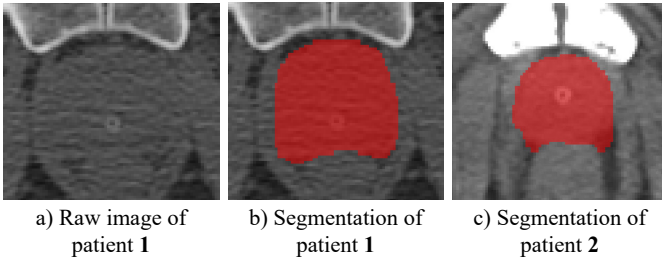 a) Raw image of
patient 1
b) Segmentation of
patient 1
c) Segmentation of
patient 2